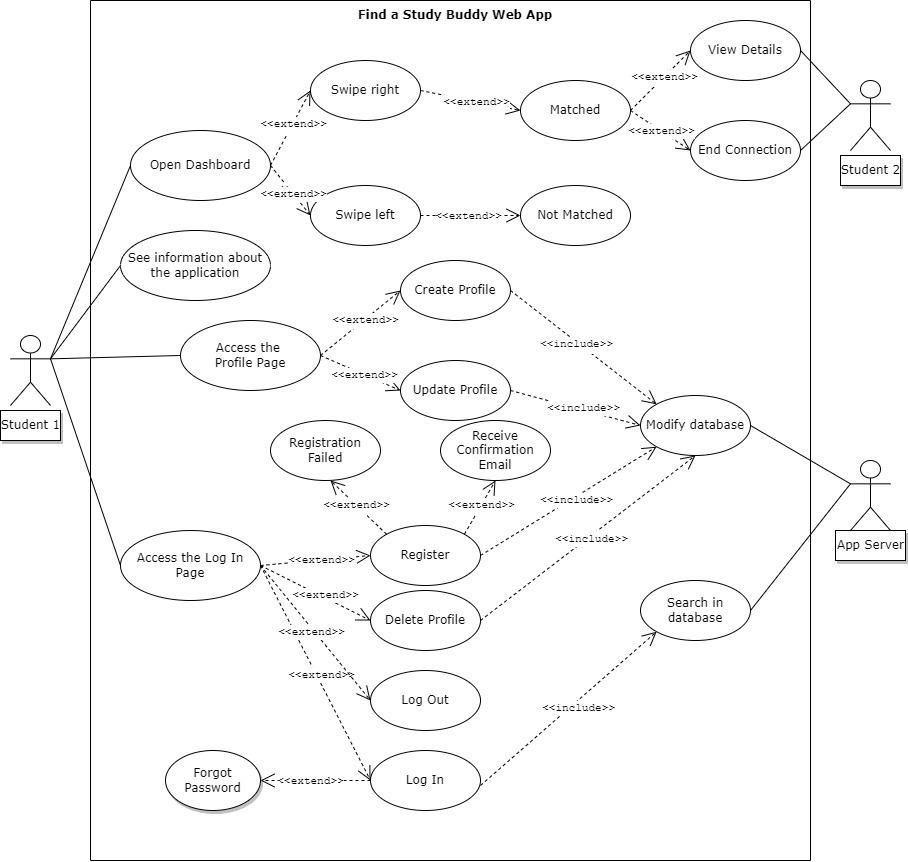 Find a Study Buddy Web App
View Details
Swipe right
<<extend>>
<<extend>>
Matched
<<extend>>
<<extend>>
End Connection
Student 2
Open Dashboard
<<extend>>
Swipe left
<<extend>>
Not Matched
See information about
the application
Create Profile
<<extend>>
<<include>>
Access the
Profile Page
<<extend>>
Update Profile
<<include>>
Student 1
Modify database
Registration
Failed
Receive
Confirmation
Email
<<extend>>
<<extend>>
<<include>>
App Server
<<include>>
Access the Log In
Page
<<extend>>
Register
<<extend>>
Delete Profile
Search in
database
<<extend>>
<<extend>>
Log Out
<<include>>
Forgot
Password
<<extend>>
Log In